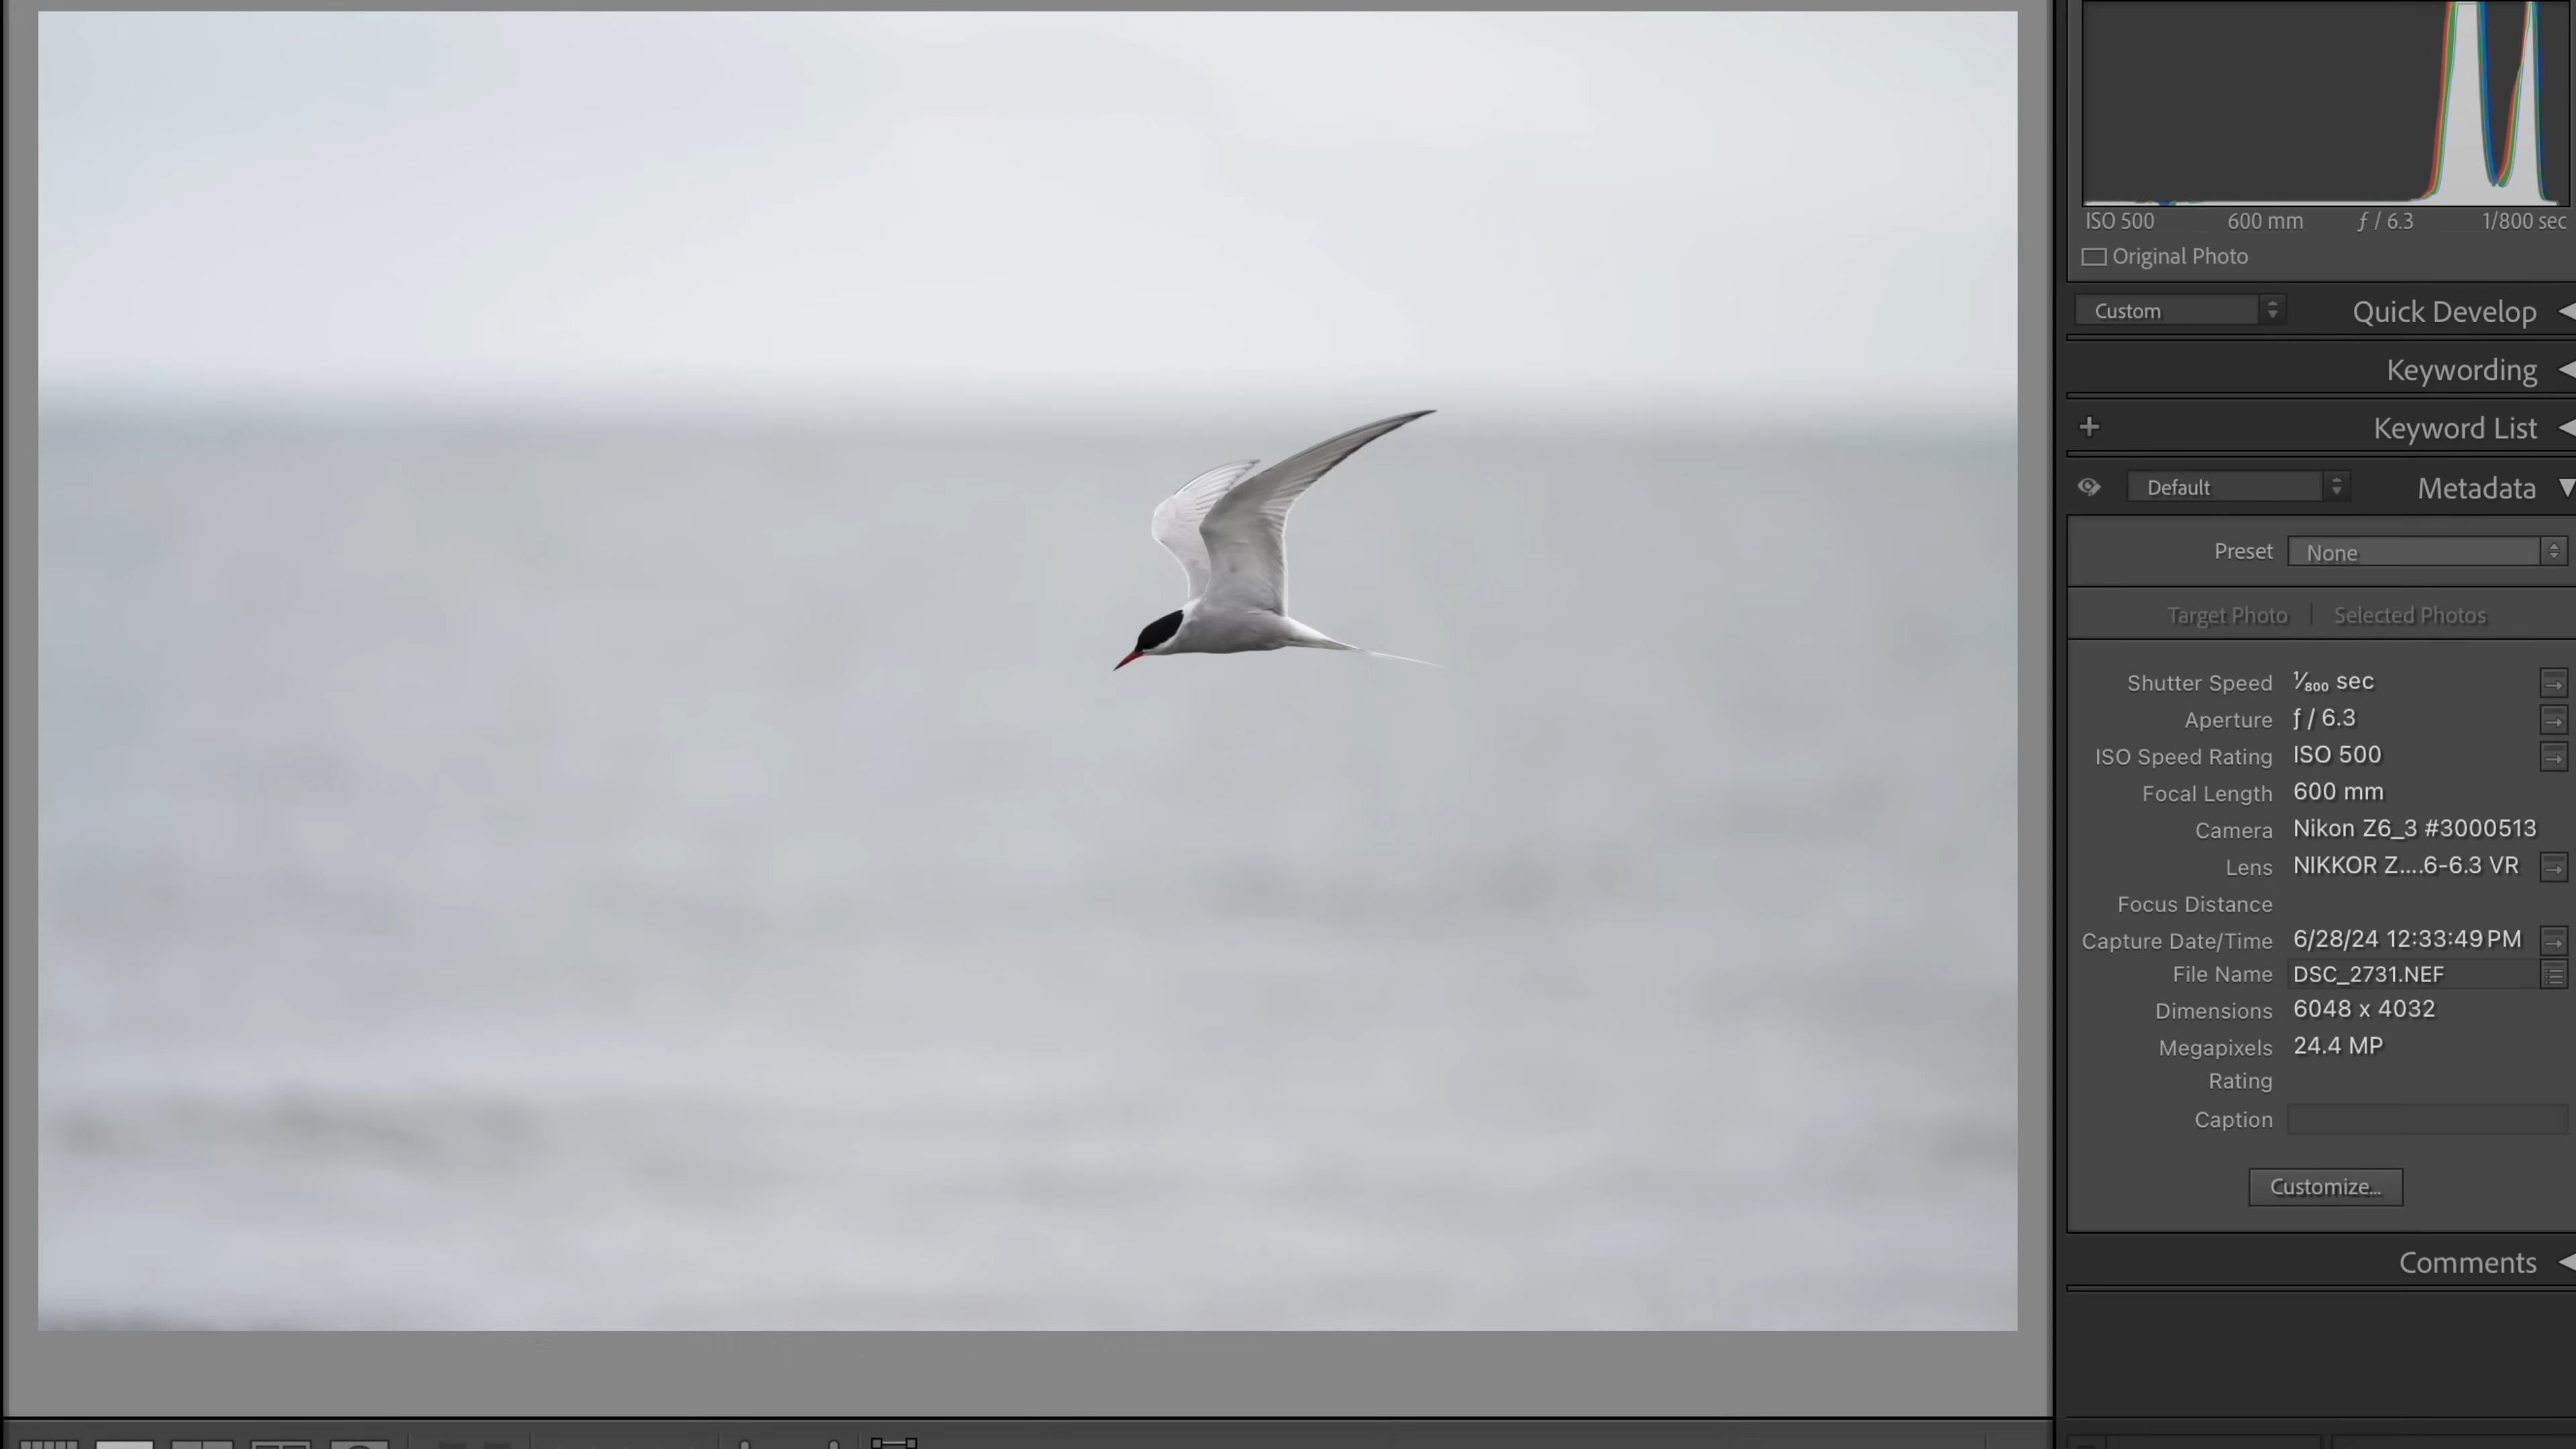 ISO 500 600 mm ƒ / 6.3 1/800 sec
Original Photo
Custom Quick Develop
Keywording
Keyword List
Default Metadata
Preset None
Target Photo Selected Photos
Shutter Speed 1/800 sec
Aperture ƒ / 6.3
ISO Speed Rating ISO 500
Focal Length 600 mm
Camera Nikon Z6_3 #3000513
Lens NIKKOR Z....6-6.3 VR
Focus Distance
Capture Date/Time 6/28/24 12:33:49 PM
File Name DSC_2731.NEF
Dimensions 6048 x 4032
Megapixels 24.4 MP
Rating
Caption
Customize...
Comments